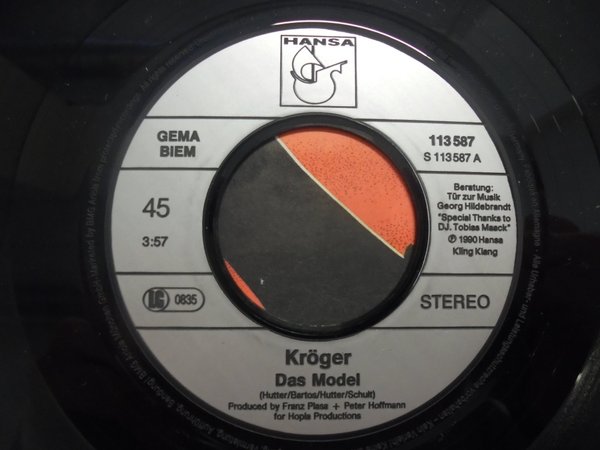 HANSA
GEMA
BIEM
113 587
S 113 587 A
45
3:57
Beratung:
Tür zur Musik
Georg Hildebrandt
"Special Thanks to
DJ. Tobias Maack"
℗ 1990 Hansa
Kling Klang
LC 0835
STEREO
Kröger
Das Model
(Hutter/Bartos/Hutter/Schult)
Produced by Franz Plasa + Peter Hoffmann
for Hopla Productions